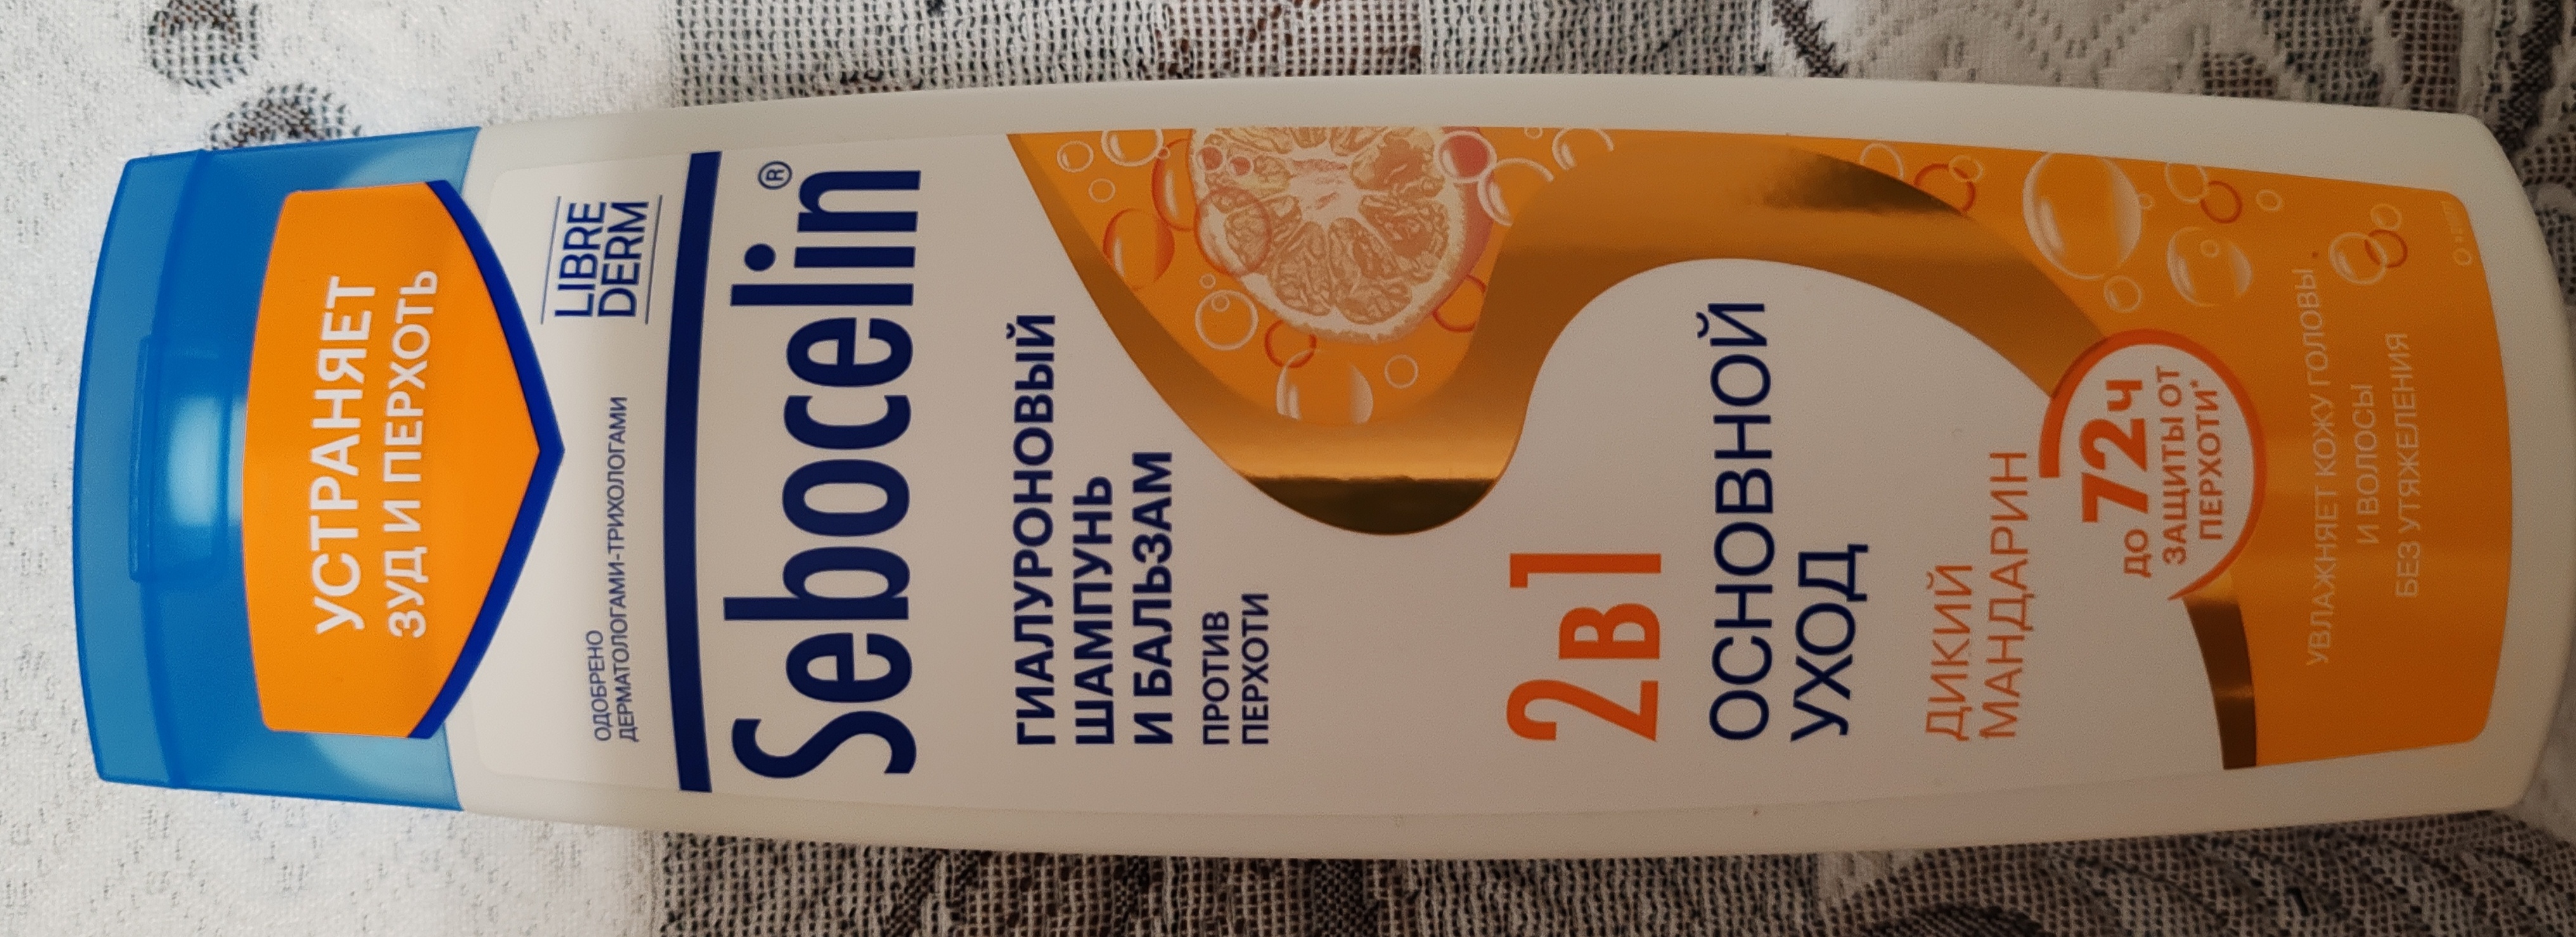 УСТРАНЯЕТ
ЗУД И ПЕРХОТЬ
ОДОБРЕНО
ДЕРМАТОЛОГАМИ-ТРИХОЛОГАМИ
LIBRE
DERM
Sebocelin®
ГИАЛУРОНОВЫЙ
ШАМПУНЬ
И БАЛЬЗАМ
ПРОТИВ
ПЕРХОТИ
2в1
ОСНОВНОЙ
УХОД
ДИКИЙ
МАНДАРИН
ДО 72ч
ЗАЩИТЫ ОТ
ПЕРХОТИ*
УВЛАЖНЯЕТ КОЖУ ГОЛОВЫ
И ВОЛОСЫ
БЕЗ УТЯЖЕЛЕНИЯ